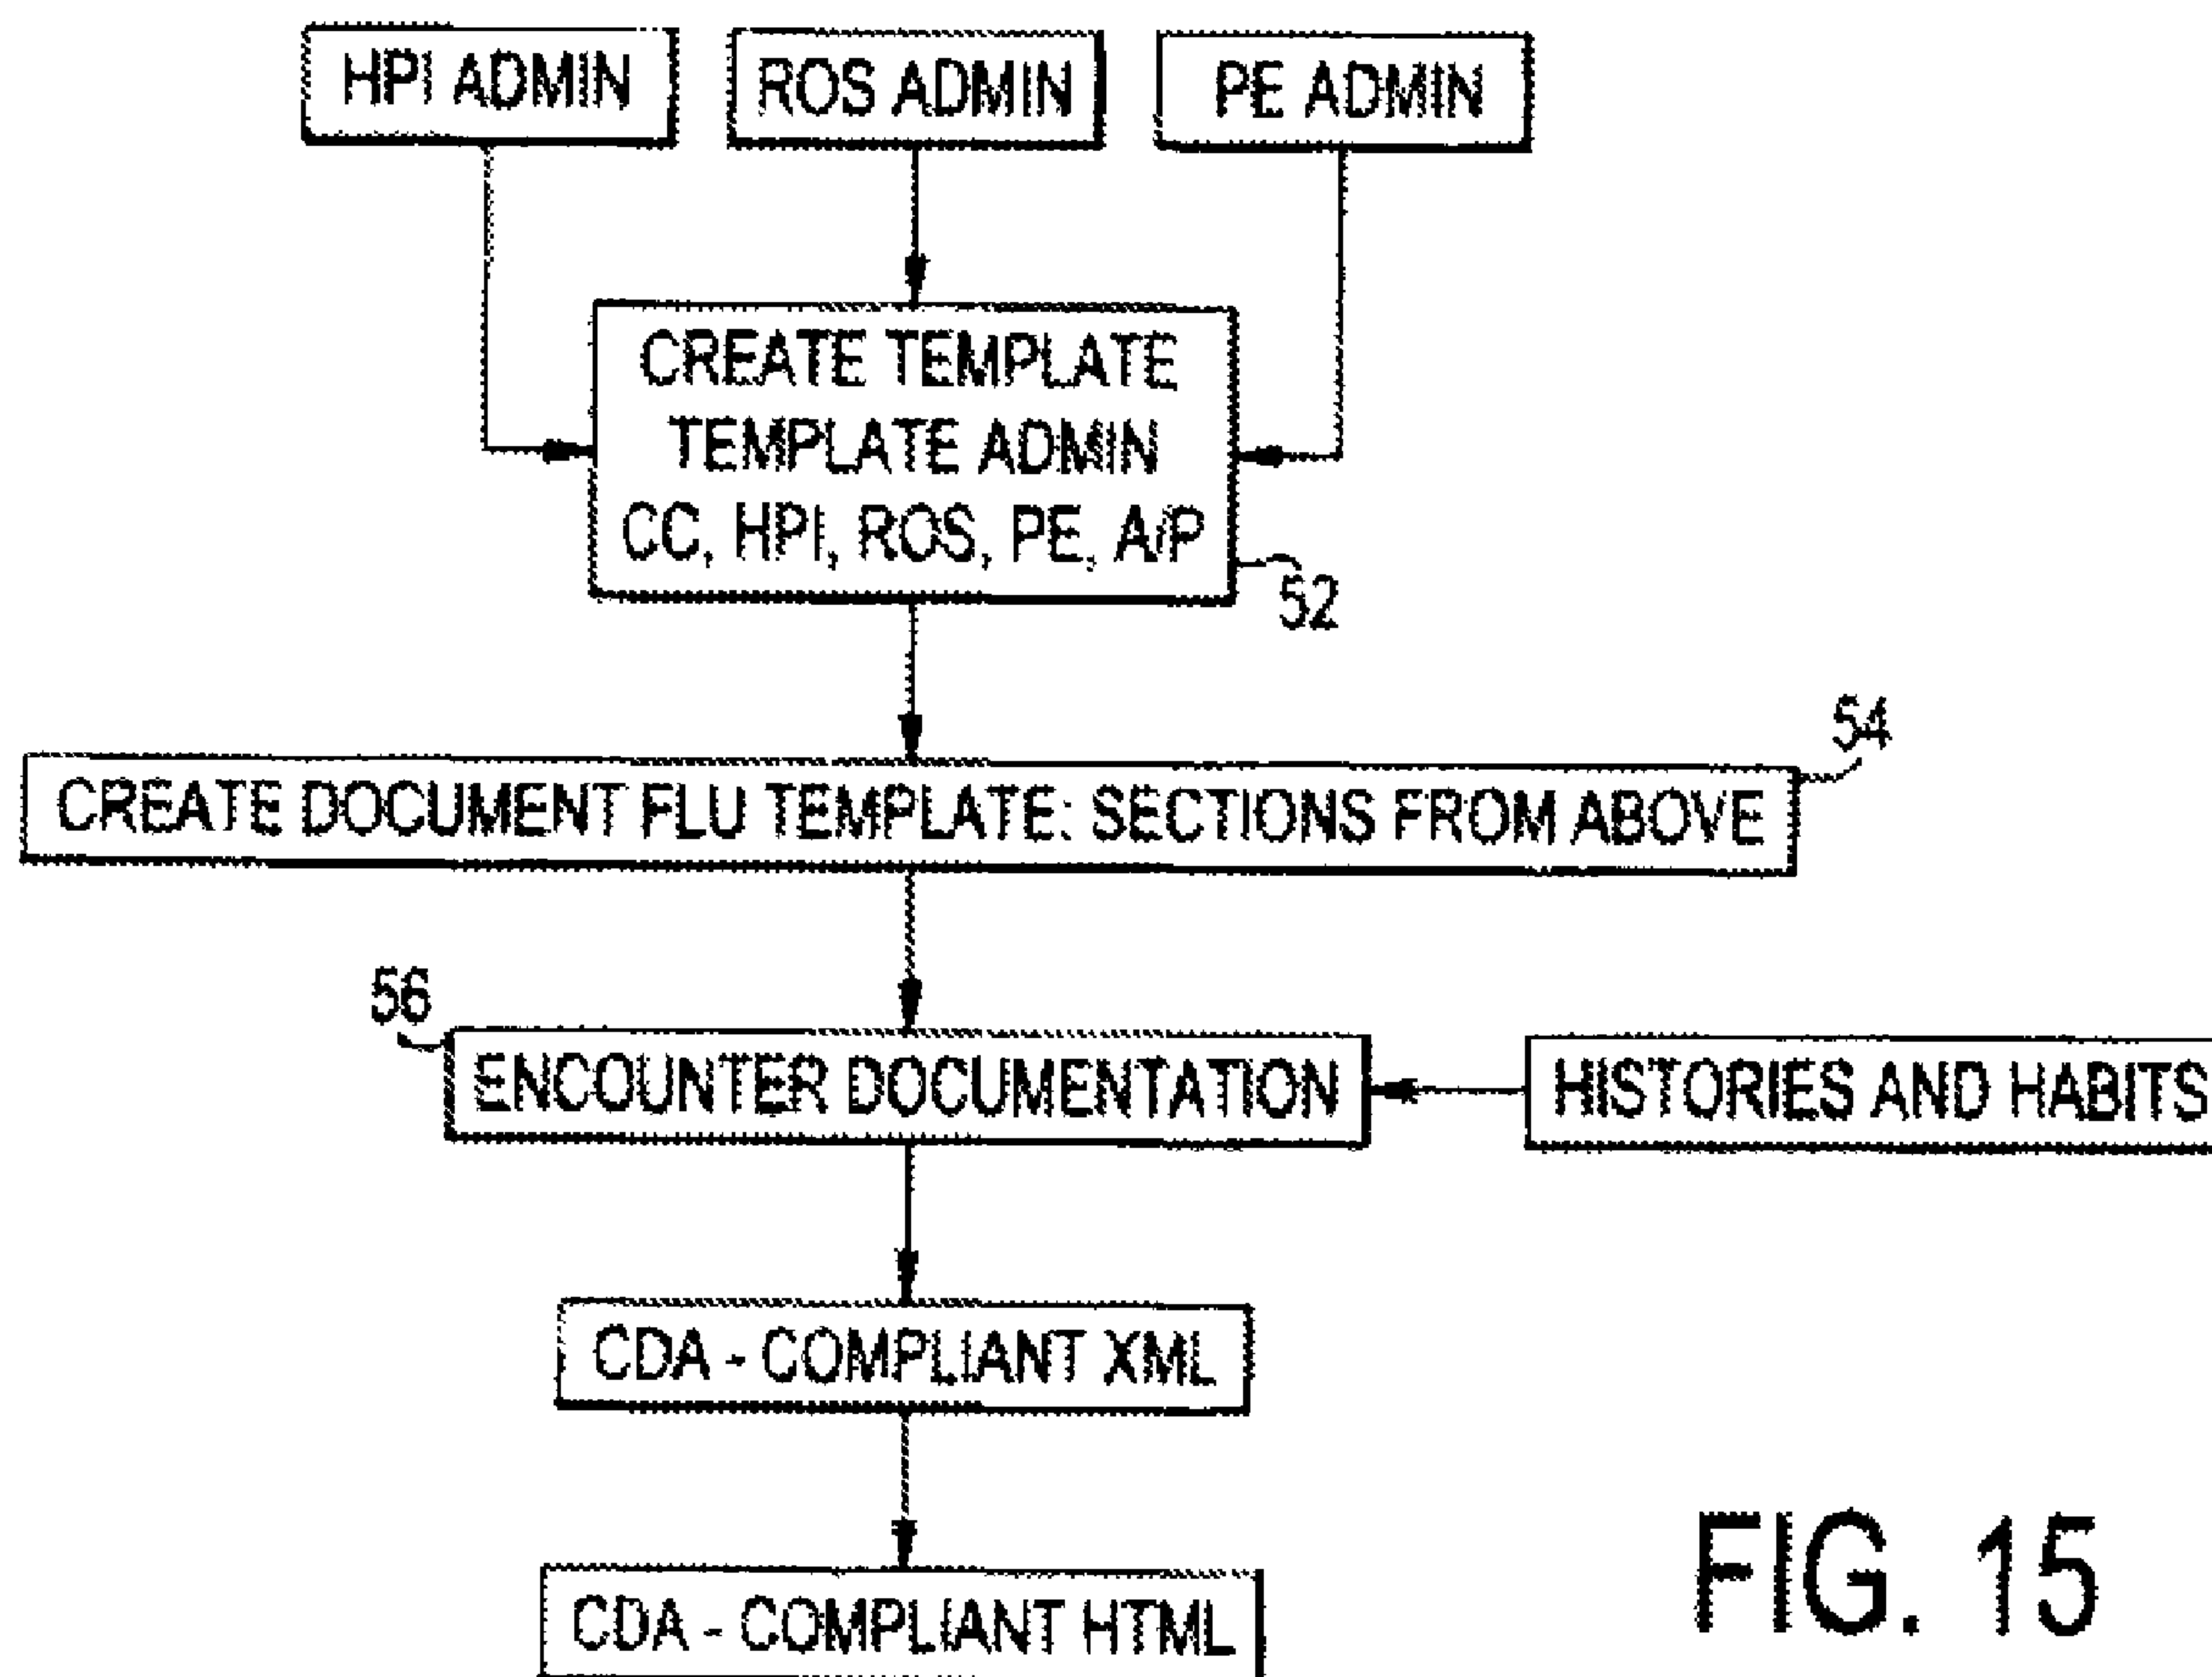 HPI ADMIN
ROS ADMIN
PE ADMIN
CREATE TEMPLATE
TEMPLATE ADMIN
CC, HPI, ROS, PE, A/P
52
54
CREATE DOCUMENT FLU TEMPLATE: SECTIONS FROM ABOVE
56
ENCOUNTER DOCUMENTATION
HISTORIES AND HABITS
CDA - COMPLIANT XML
CDA - COMPLIANT HTML
FIG. 15